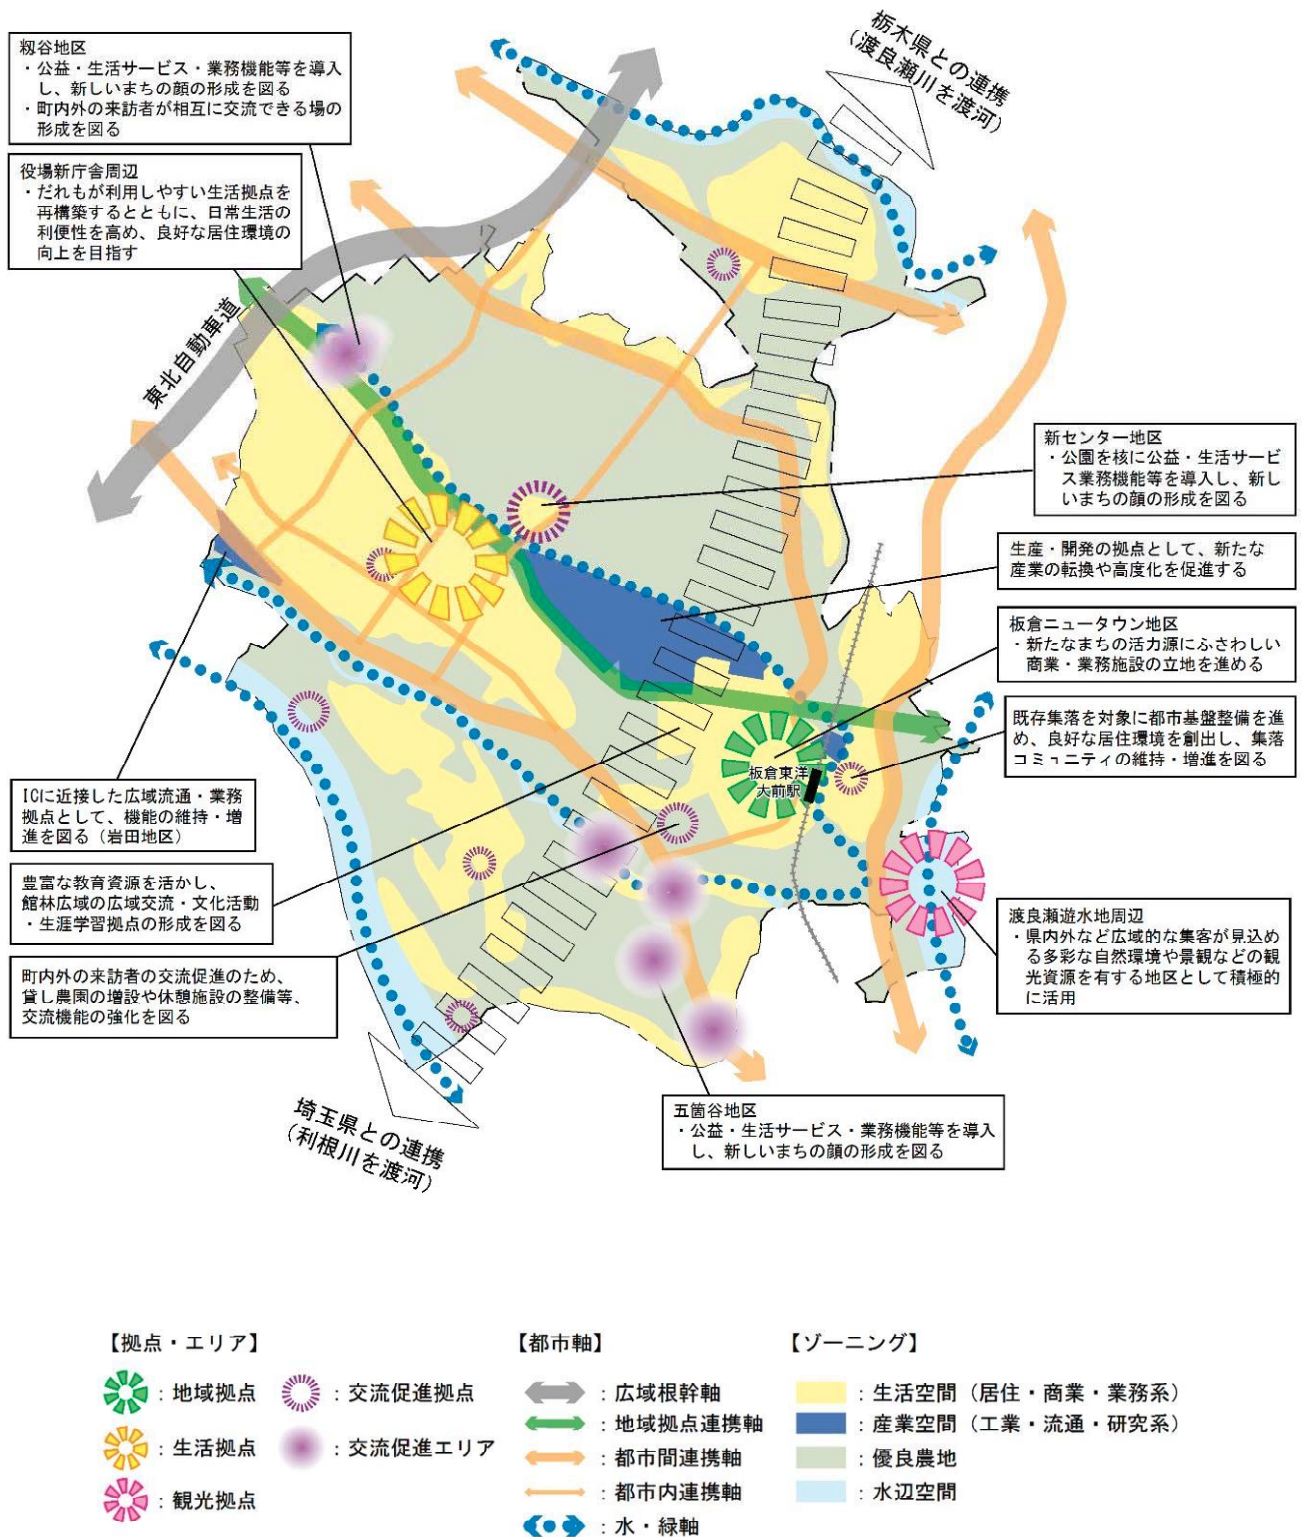 籾谷地区
・公益・生活サービス・業務機能等を導入
し、新しいまちの顔の形成を図る
・町内外の来訪者が相互に交流できる場の
形成を図る
役場新庁舎周辺
・だれもが利用しやすい生活拠点を
再構築するとともに、日常生活の
利便性を高め、良好な居住環境の
向上を目指す
栃木県との連携
(渡良瀬川を渡河)
東北自動車道
新センター地区
・公園を核に公益・生活サービ
ス業務機能等を導入し、新し
いまちの顔の形成を図る
生産・開発の拠点として、新たな
産業の転換や高度化を促進する
板倉ニュータウン地区
・新たなまちの活力源にふさわしい
商業・業務施設の立地を進める
既存集落を対象に都市基盤整備を進
め、良好な居住環境を創出し、集落
コミュニティの維持・増進を図る
板倉東洋
大前駅
ICに近接した広域流通・業務
拠点として、機能の維持・増
進を図る(岩田地区)
豊富な教育資源を活かし、
館林広域の広域交流・文化活動
・生涯学習拠点の形成を図る
町内外の来訪者の交流促進のため、
貸し農園の増設や休憩施設の整備等、
交流機能の強化を図る
渡良瀬遊水地周辺
・県内外など広域的な集客が見込め
る多彩な自然環境や景観などの観
光資源を有する地区として積極的
に活用
埼玉県との連携
(利根川を渡河)
五箇谷地区
・公益・生活サービス・業務機能等を導入
し、新しいまちの顔の形成を図る
【拠点・エリア】
：地域拠点
：交流促進拠点
：生活拠点
：交流促進エリア
：観光拠点
【都市軸】
：広域根幹軸
：地域拠点連携軸
：都市間連携軸
：都市内連携軸
：水・緑軸
【ゾーニング】
：生活空間（居住・商業・業務系）
：産業空間（工業・流通・研究系）
：優良農地
：水辺空間